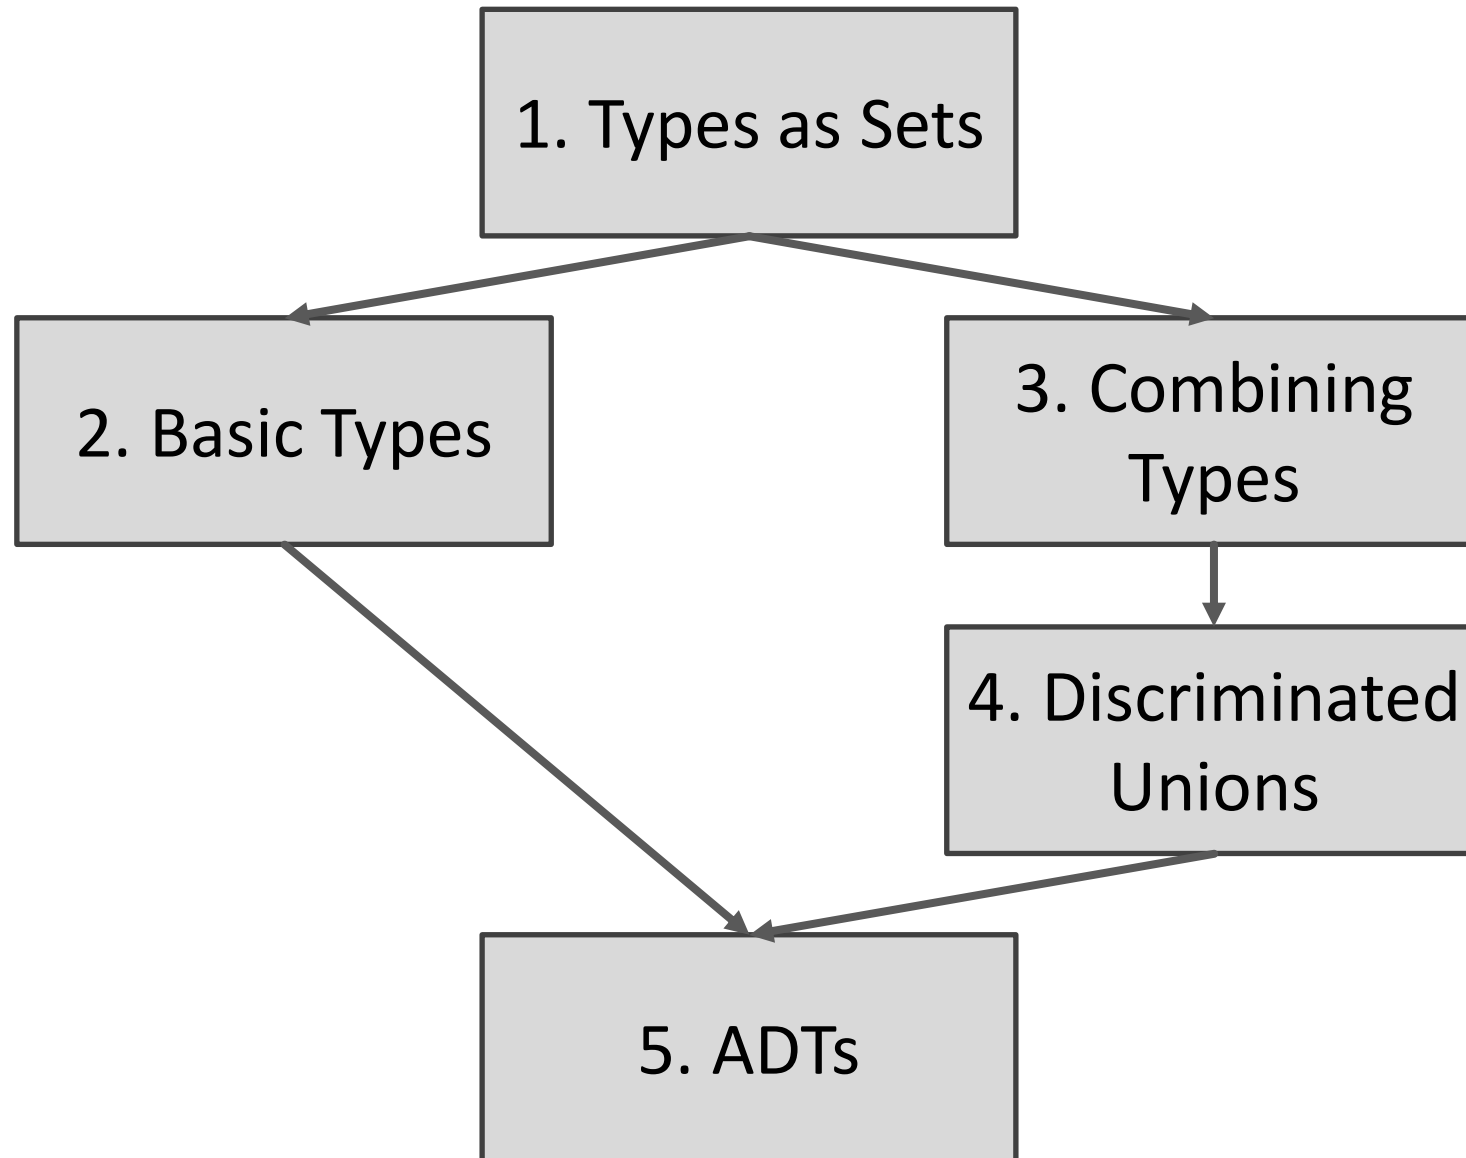 1. Types as Sets
2. Basic Types
3. Combining
Types
4. Discriminated
Unions
5. ADTs